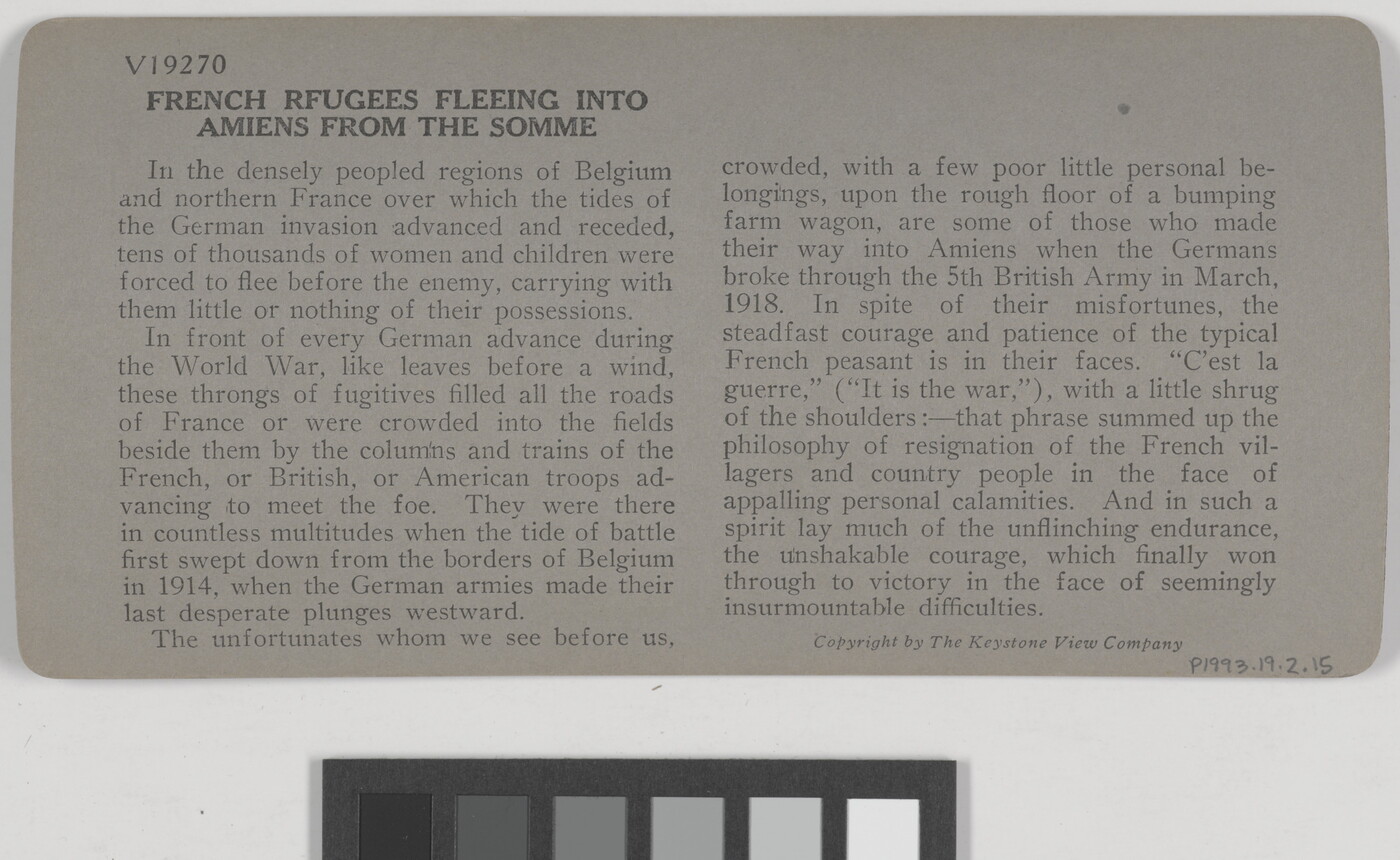 V19270
FRENCH RFUGEES FLEEING INTO
AMIENS FROM THE SOMME
In the densely peopled regions of Belgium
and northern France over which the tides of
the German invasion advanced and receded,
tens of thousands of women and children were
forced to flee before the enemy, carrying with
them little or nothing of their possessions.
In front of every German advance during
the World War, like leaves before a wind,
these throngs of fugitives filled all the roads
of France or were crowded into the fields
beside them by the columns and trains of the
French, or British, or American troops ad-
vancing to meet the foe. They were there
in countless multitudes when the tide of battle
first swept down from the borders of Belgium
in 1914, when the German armies made their
last desperate plunges westward.
The unfortunates whom we see before us,
crowded, with a few poor little personal be-
longings, upon the rough floor of a bumping
farm wagon, are some of those who made
their way into Amiens when the Germans
broke through the 5th British Army in March,
1918. In spite of their misfortunes, the
steadfast courage and patience of the typical
French peasant is in their faces. “C’est la
guerre,” (“It is the war,”), with a little shrug
of the shoulders:—that phrase summed up the
philosophy of resignation of the French vil-
lagers and country people in the face of
appalling personal calamities. And in such a
spirit lay much of the unflinching endurance,
the unshakable courage, which finally won
through to victory in the face of seemingly
insurmountable difficulties.
Copyright by The Keystone View Company
P1993.19.2.15